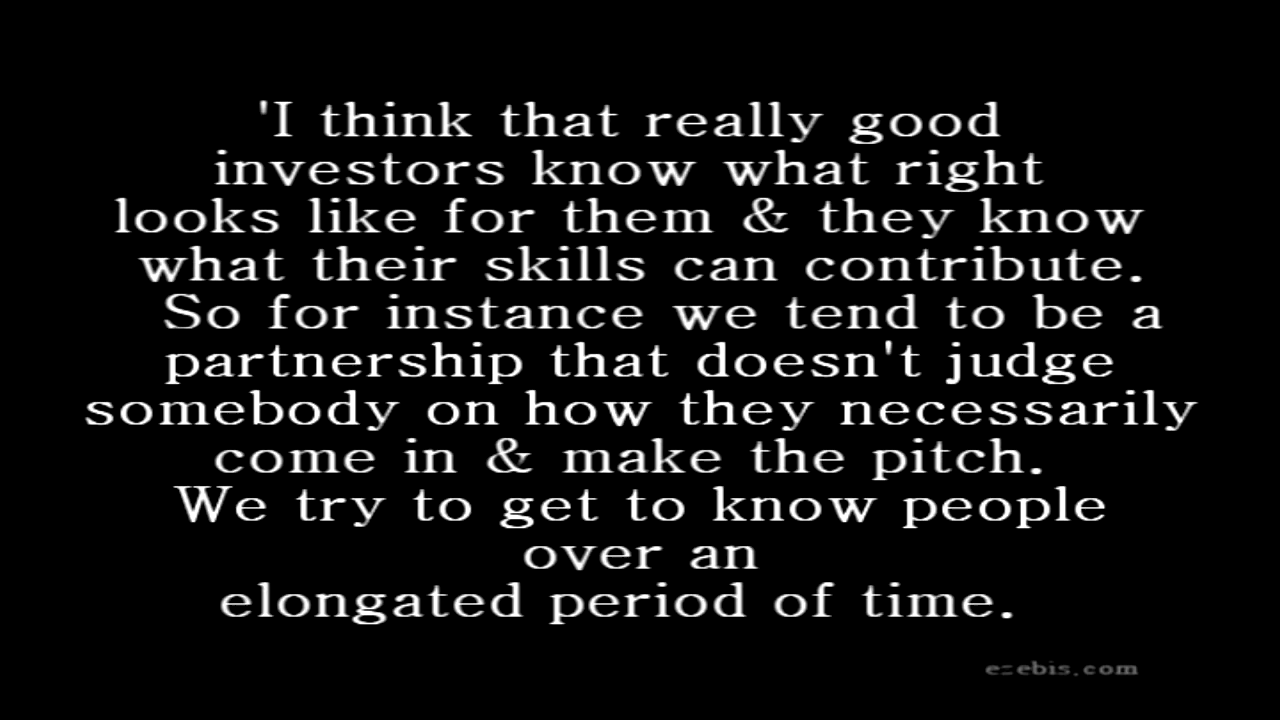 'I think that really good
investors know what right
looks like for them & they know
what their skills can contribute.
So for instance we tend to be a
partnership that doesn't judge
somebody on how they necessarily
come in & make the pitch.
We try to get to know people
over an
elongated period of time.
ezebis.com